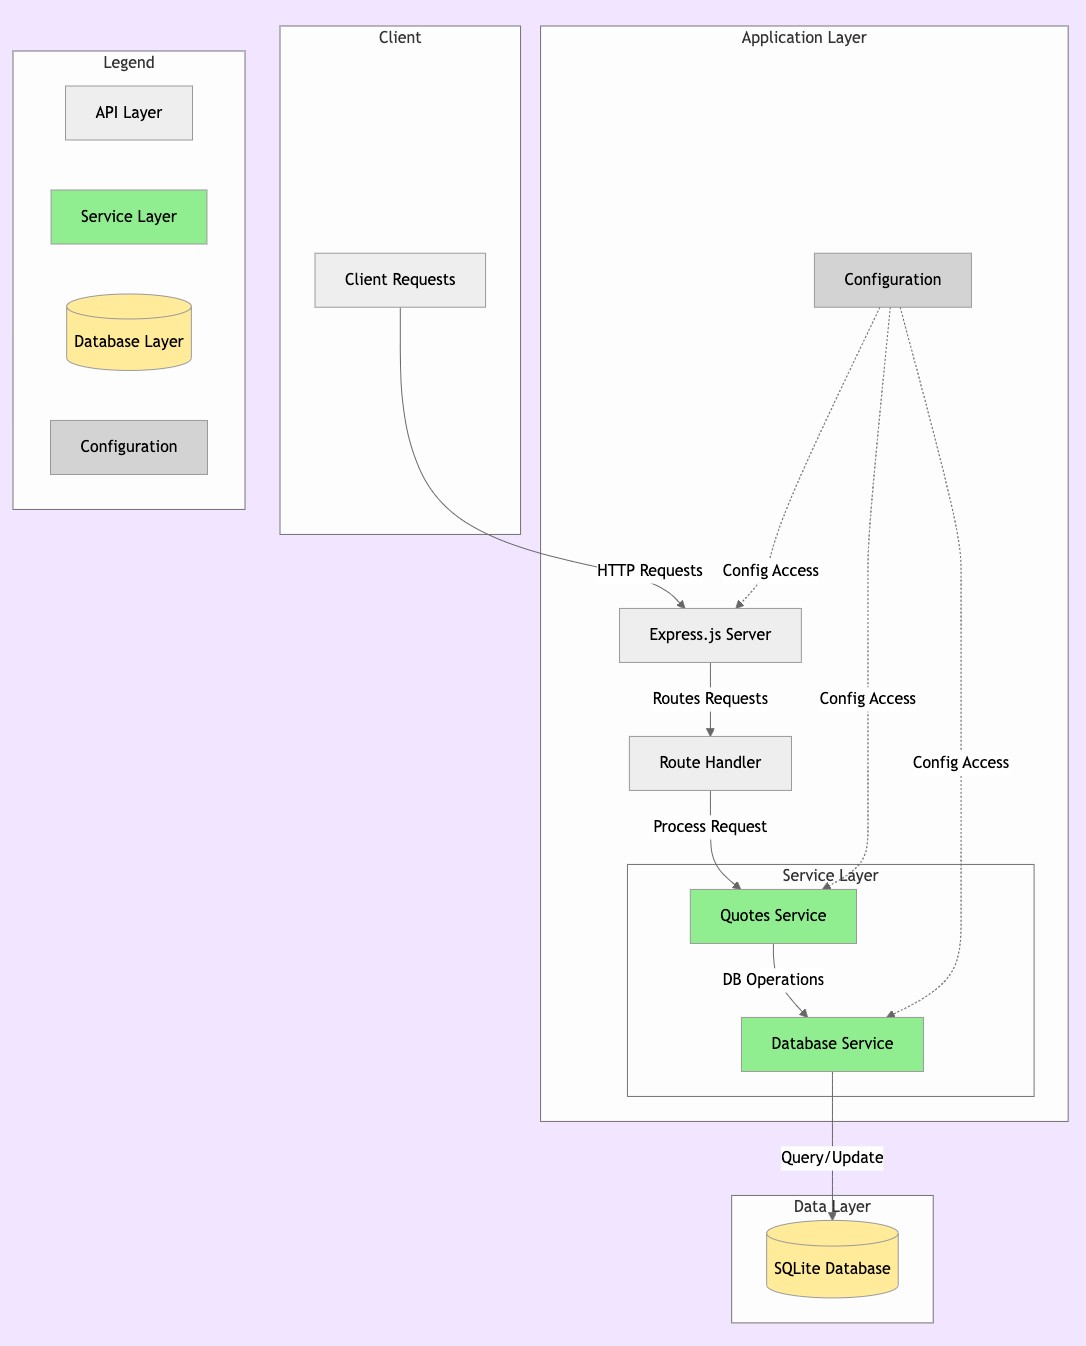 Legend
API Layer
Service Layer
Database Layer
Configuration
Client
Client Requests
Application Layer
Configuration
HTTP Requests
Config Access
Express.js Server
Routes Requests
Config Access
Route Handler
Config Access
Process Request
Service Layer
Quotes Service
DB Operations
Database Service
Query/Update
Data Layer
SQLite Database